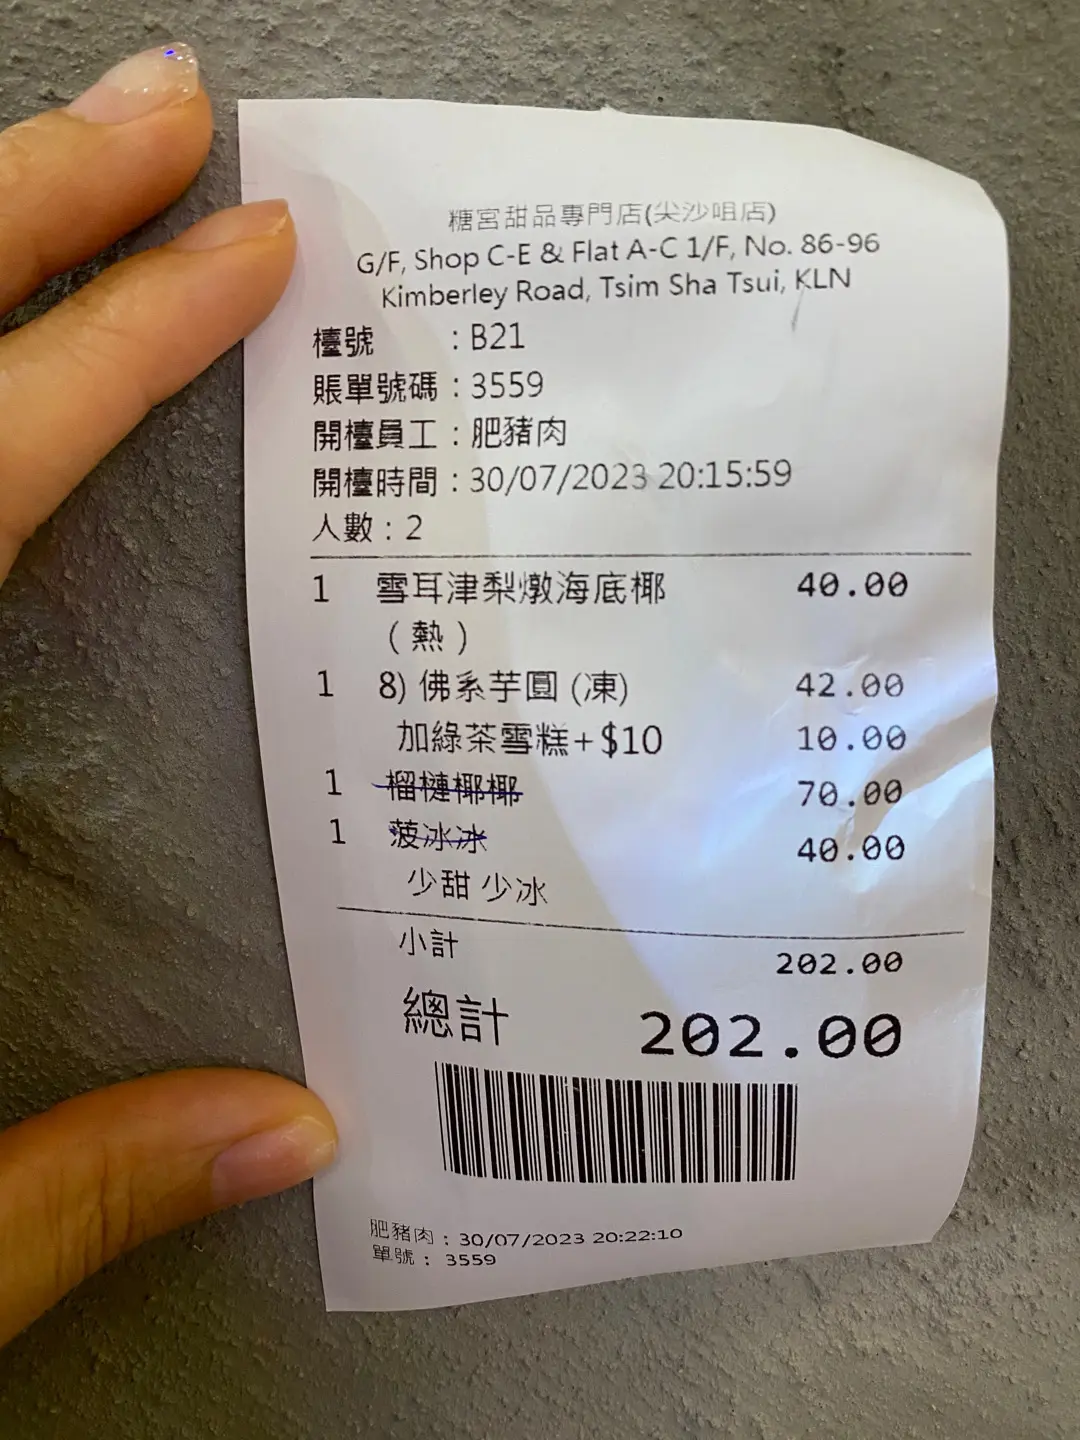 糖宮甜品專門店(尖沙咀店)
G/F, Shop C-E & Flat A-C 1/F, No. 86-96
Kimberley Road, Tsim Sha Tsui, KLN
檯號 : B21
賬單號碼 : 3559
開檯員工 : 肥豬肉
開檯時間 : 30/07/2023 20:15:59
人數 : 2
1 雪耳津梨燉海底椰 40.00
(熱)
1 8) 佛系芋圓 (凍) 42.00
加綠茶雪糕+$10 10.00
1 榴槤椰椰 70.00
1 菠冰冰 40.00
少甜 少冰
小計 202.00
總計 202.00
肥豬肉 : 30/07/2023 20:22:10
單號 : 3559